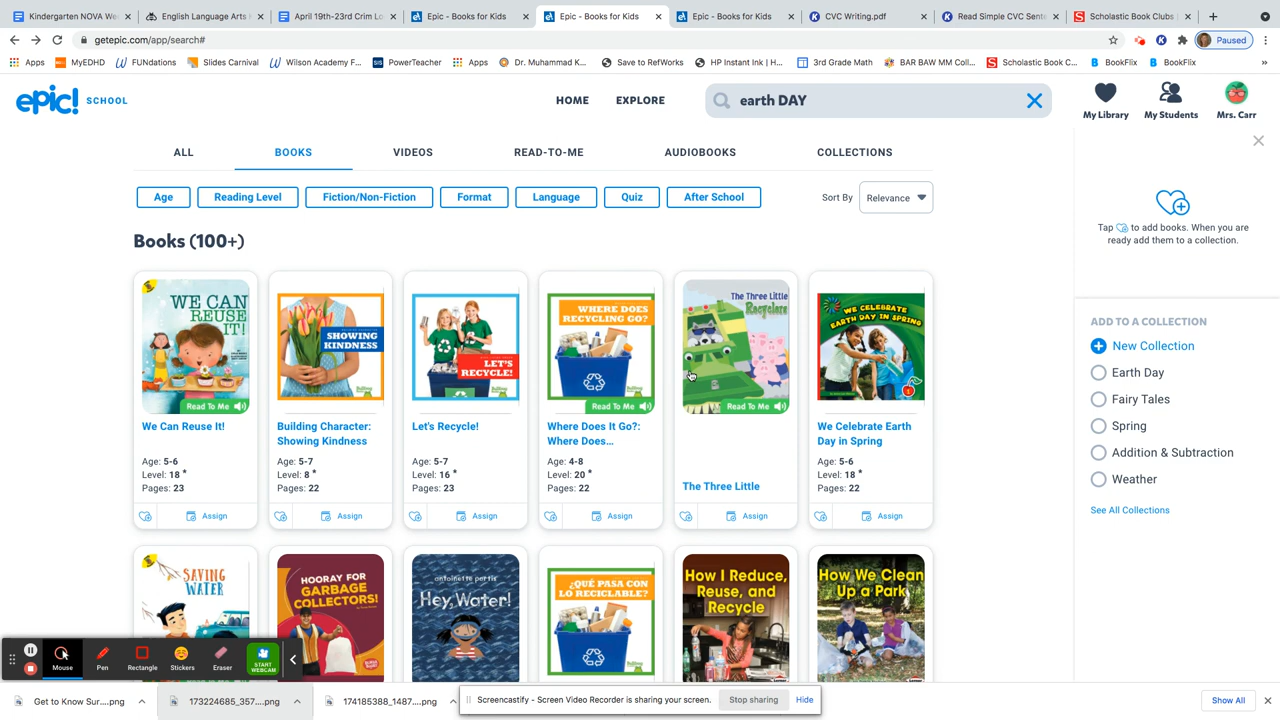 Kindergarten NOVA We
English Language Arts
April 19th-23rd Crim Lo
Epic - Books for Kids
Epic - Books for Kids
Epic - Books for Kids
CVC Writing.pdf
Read Simple CVC Sente
Scholastic Book Clubs
getepic.com/app/search#
Paused
Apps
MyEDHD
FUNdations
Slides Carnival
Wilson Academy F...
PowerTeacher
Apps
Dr. Muhammad K...
Save to RefWorks
HP Instant Ink | H...
3rd Grade Math
BAR BAW MM Coll...
Scholastic Book C...
BookFlix
BookFlix
epic! SCHOOL
HOME
EXPLORE
earth DAY
My Library
My Students
Mrs. Carr
ALL
BOOKS
VIDEOS
READ-TO-ME
AUDIOBOOKS
COLLECTIONS
Age
Reading Level
Fiction/Non-Fiction
Format
Language
Quiz
After School
Sort By
Relevance
Books (100+)
WE CAN
REUSE
IT!
Read To Me
We Can Reuse It!
Age: 5-6
Level: 18 *
Pages: 23
Assign
SHOWING
KINDNESS
Building Character:
Showing Kindness
Age: 5-7
Level: 8 *
Pages: 22
Assign
LET'S
RECYCLE!
Let's Recycle!
Age: 5-7
Level: 16 *
Pages: 23
Assign
WHERE DOES
RECYCLING GO?
Read To Me
Where Does It Go?:
Where Does...
Age: 4-8
Level: 20 *
Pages: 22
Assign
The Three Little
Recyclers
Read To Me
The Three Little
Assign
WE CELEBRATE
EARTH DAY IN SPRING
We Celebrate Earth
Day in Spring
Age: 5-6
Level: 18 *
Pages: 22
Assign
SAVING
WATER
HOORAY FOR
GARBAGE
COLLECTORS!
antoinette portis
Hey, Water!
¿QUÉ PASA CON
LO RECICLABLE?
How I Reduce,
Reuse, and
Recycle
How We Clean
Up a Park
Tap to add books. When you are
ready add them to a collection.
ADD TO A COLLECTION
New Collection
Earth Day
Fairy Tales
Spring
Addition & Subtraction
Weather
See All Collections
Mouse
Pen
Rectangle
Stickers
Eraser
START
WEBCAM
Get to Know Sur....png
173224685_357....png
174185388_1487....png
Screencastify - Screen Video Recorder is sharing your screen.
Stop sharing
Hide
Show All